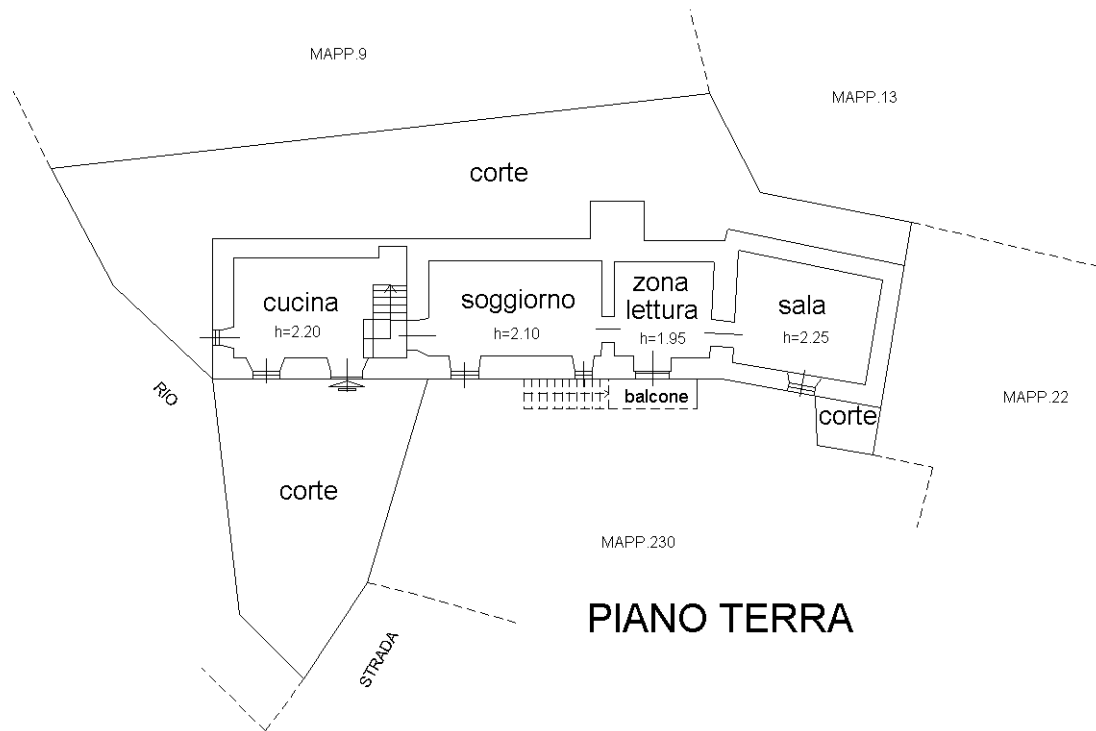 MAPP.9
MAPP.13
corte
cucina
h=2.20
soggiorno
h=2.10
zona
lettura
h=1.95
sala
h=2.25
RIO
balcone
corte
MAPP.22
corte
MAPP.230
PIANO TERRA
STRADA